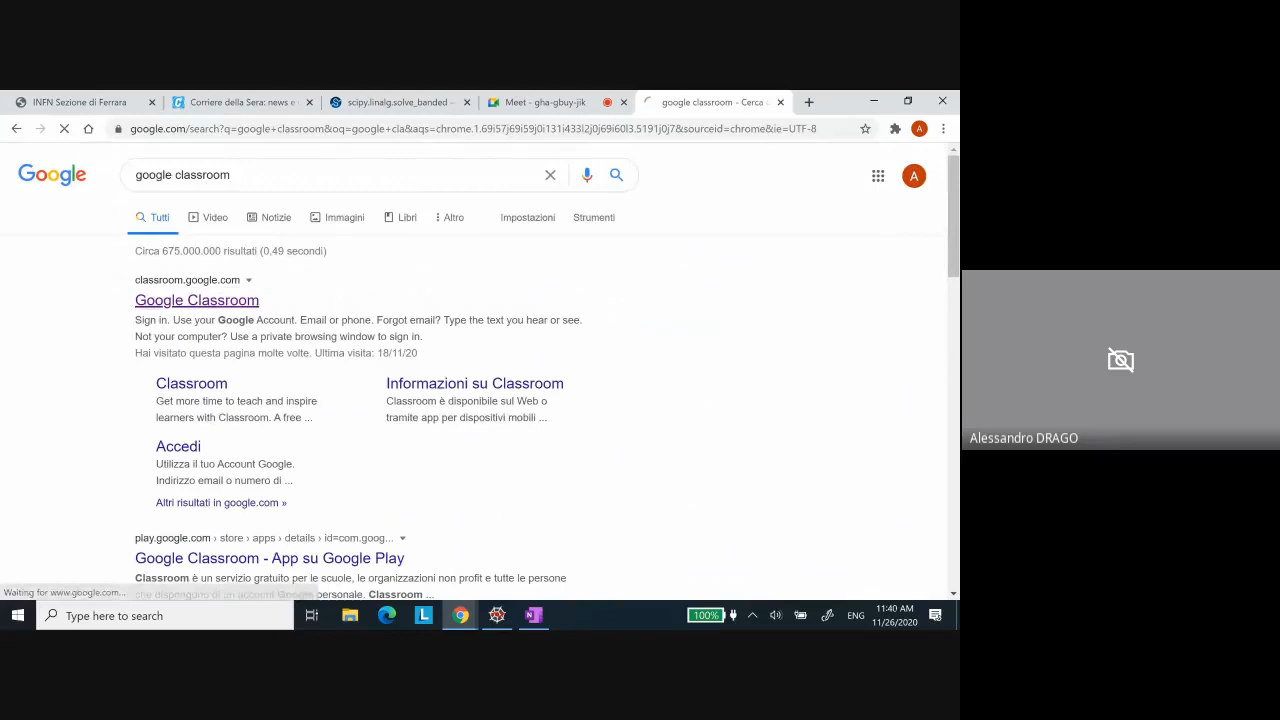 INFN Sezione di Ferrara
Corriere della Sera: news e
scipy.linalg.solve_banded —
Meet - gha-gbuy-jik
google classroom - Cerca
google.com/search?q=google+classroom&oq=google+cla&aqs=chrome.1.69i57j69i59j0i131i433l2j0j69i60l3.5191j0j7&sourceid=chrome&ie=UTF-8
A
Google
google classroom
A
Tutti
Video
Notizie
Immagini
Libri
Altro
Impostazioni
Strumenti
Circa 675.000.000 risultati (0,49 secondi)
classroom.google.com
Google Classroom
Sign in. Use your Google Account. Email or phone. Forgot email? Type the text you hear or see.
Not your computer? Use a private browsing window to sign in.
Hai visitato questa pagina molte volte. Ultima visita: 18/11/20
Classroom
Get more time to teach and inspire
learners with Classroom. A free ...
Informazioni su Classroom
Classroom è disponibile sul Web o
tramite app per dispositivi mobili ...
Accedi
Utilizza il tuo Account Google.
Indirizzo email o numero di ...
Altri risultati in google.com »
play.google.com › store › apps › details › id=com.goog...
Google Classroom - App su Google Play
Classroom è un servizio gratuito per le scuole, le organizzazioni non profit e tutte le persone
che dispongono di un account Google personale. Classroom ...
Waiting for www.google.com...
Type here to search
L
100%
ENG
11:40 AM
11/26/2020
Alessandro DRAGO